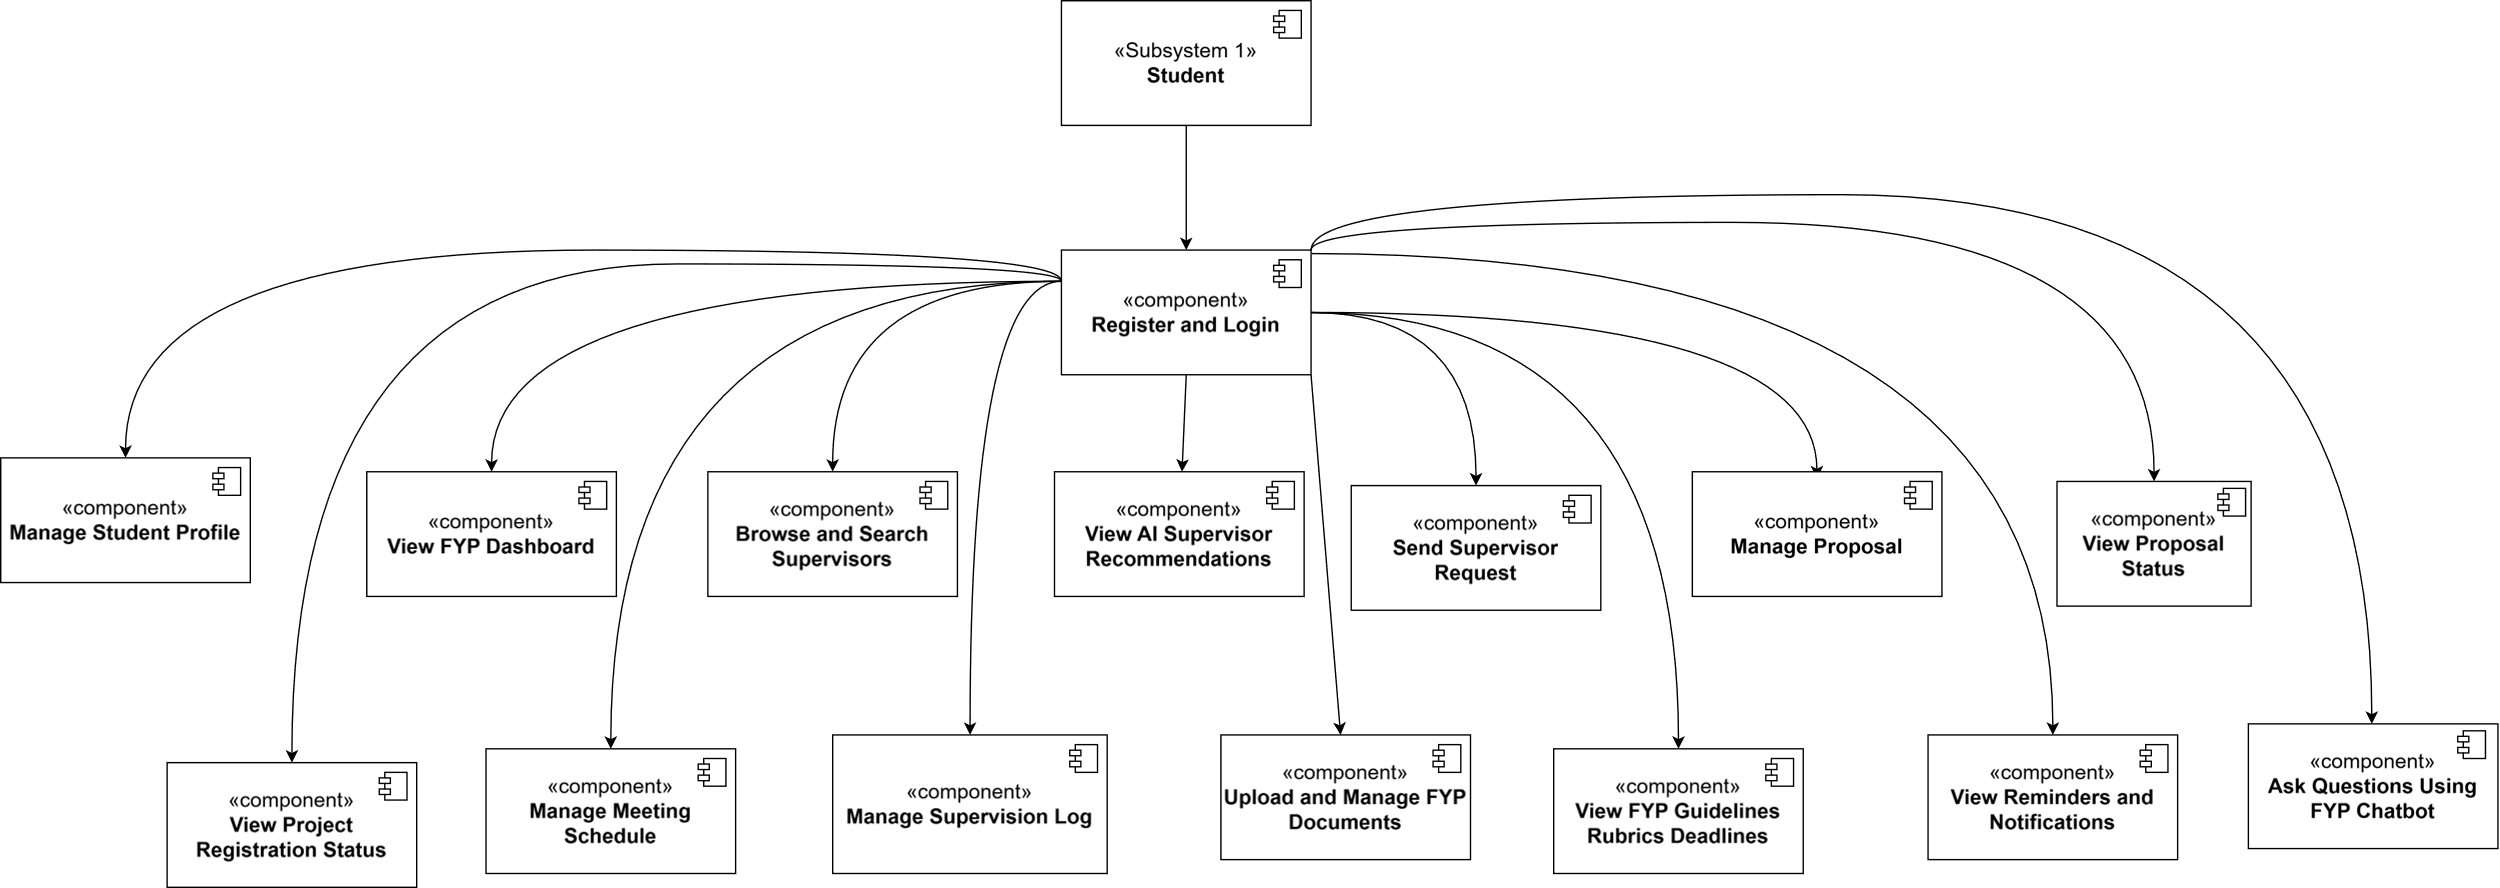 «Subsystem 1»
Student
«component»
Register and Login
«component»
Manage Student Profile
«component»
View FYP Dashboard
«component»
Browse and Search
Supervisors
«component»
View AI Supervisor
Recommendations
«component»
Send Supervisor
Request
«component»
Manage Proposal
«component»
View Proposal
Status
«component»
View Project
Registration Status
«component»
Manage Meeting
Schedule
«component»
Manage Supervision Log
«component»
Upload and Manage FYP
Documents
«component»
View FYP Guidelines
Rubrics Deadlines
«component»
View Reminders and
Notifications
«component»
Ask Questions Using
FYP Chatbot